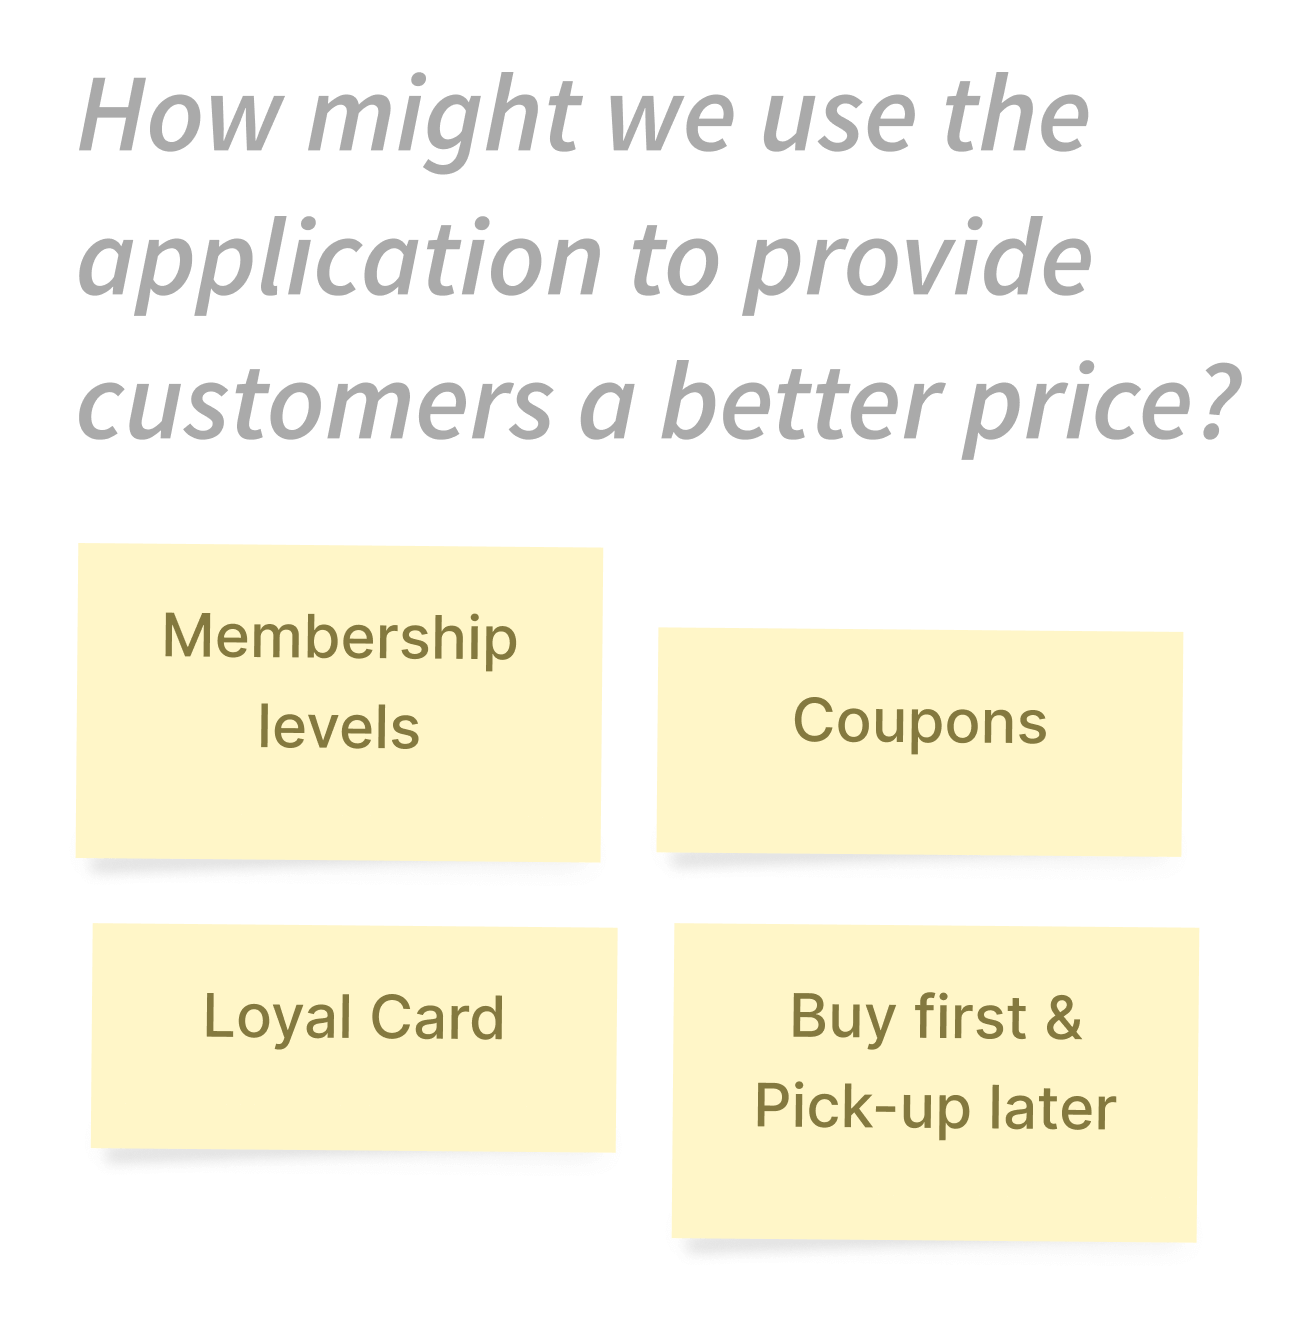 How might we use the
application to provide
customers a better price?
Membership
levels
Coupons
Loyal Card
Buy first &
Pick-up later